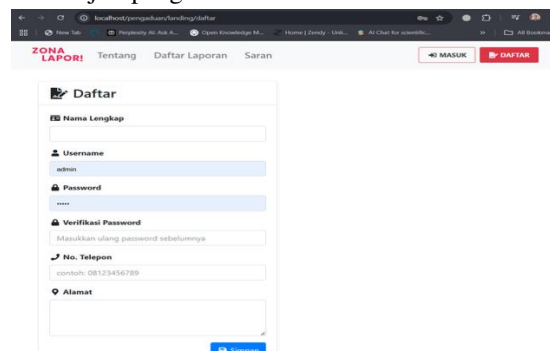 localhost/pengaduan/landing/daftar
New Tab
Perplexity AI: Ask A...
Open Knowledge M...
Home | Zendy - Unli...
AI Chat for scientific...
All Bookma
ZONA
LAPOR!
Tentang
Daftar Laporan
Saran
MASUK
DAFTAR
Daftar
Nama Lengkap
Username
admin
Password
•••••
Verifikasi Password
Masukkan ulang password sebelumnya
No. Telepon
contoh: 08123456789
Alamat
Simpan